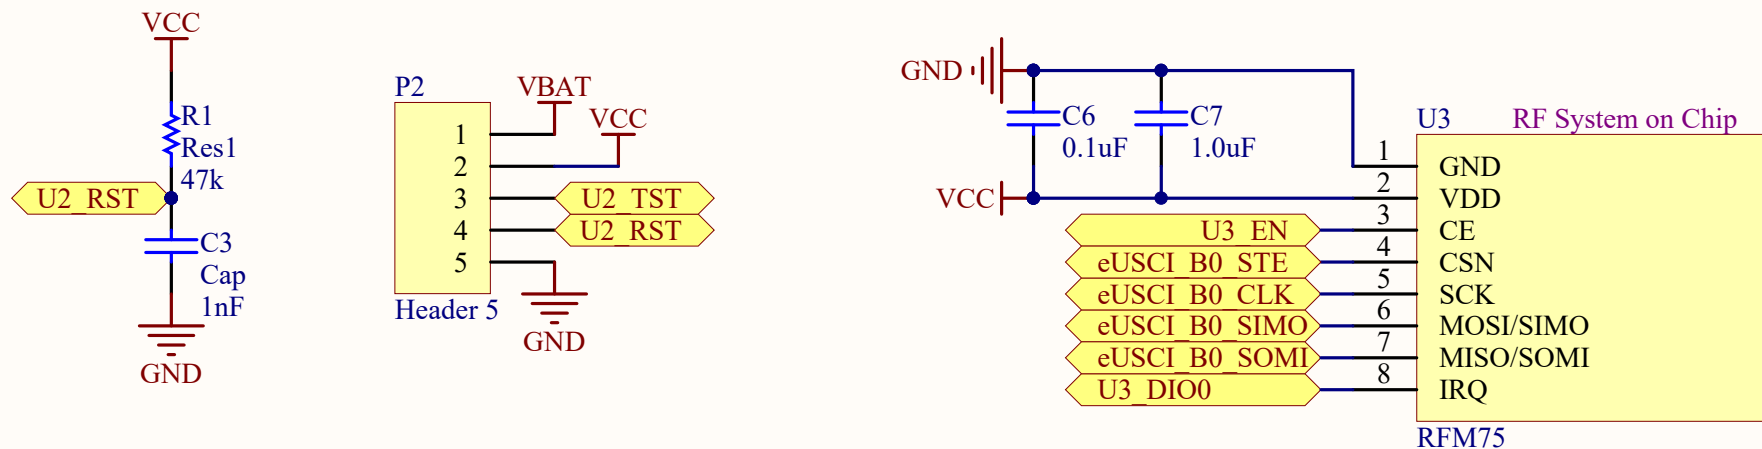 VCC
R1
Res1
47k
U2_RST
C3
Cap
1nF
GND
P2
VBAT
VCC
1
2
3
4
5
U2_TST
U2_RST
Header 5
GND
GND
C6
0.1uF
C7
1.0uF
VCC
U3
RF System on Chip
1 GND
2 VDD
U3_EN 3 CE
eUSCI_B0_STE 4 CSN
eUSCI_B0_CLK 5 SCK
eUSCI_B0_SIMO 6 MOSI/SIMO
eUSCI_B0_SOMI 7 MISO/SOMI
U3_DIO0 8 IRQ
RFM75